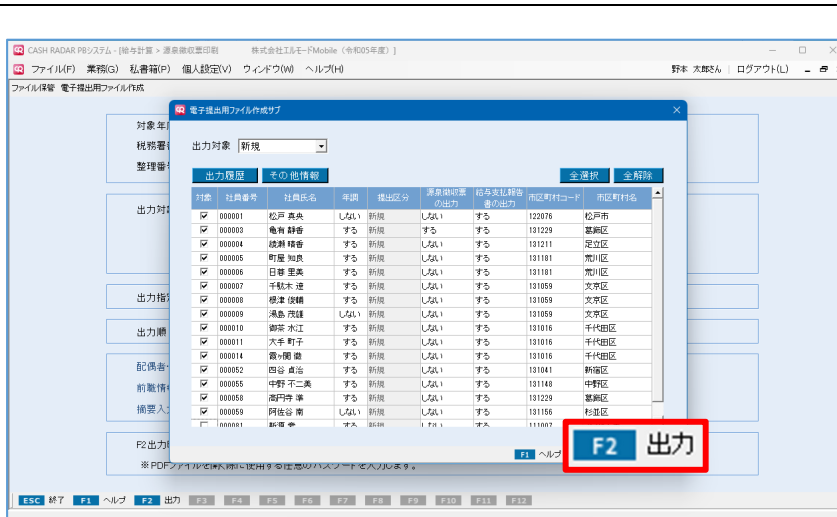 CASH RADAR PBシステム - [給与計算 > 源泉徴収票印刷 株式会社エルモードMobile（令和05年度）]
ファイル(F) 業務(G) 私書箱(P) 個人設定(V) ウィンドウ(W) ヘルプ(H) 野本 太郎さん ログアウト(L)
ファイル保管 電子提出用ファイル作成
電子提出用ファイル作成サブ
対象年
税務署
整理番
出力対象 新規
出力履歴 その他情報 全選択 全解除
対象 社員番号 社員氏名 年調 提出区分 源泉徴収票の出力 給与支払報告書の出力 市区町村コード 市区町村名
出力対
000001 松戸 真央 しない 新規 しない する 122076 松戸市
000003 亀有 静香 する 新規 する する 131229 葛飾区
000004 綾瀬 晴香 する 新規 しない する 131211 足立区
000005 町屋 知良 する 新規 しない する 131181 荒川区
000006 日暮 里美 する 新規 しない する 131181 荒川区
000007 千駄木 達 する 新規 しない する 131059 文京区
000008 根津 俊輔 する 新規 しない する 131059 文京区
000009 湯島 茂雄 しない 新規 しない する 131059 文京区
000010 御茶 水江 する 新規 しない する 131016 千代田区
000011 大手 町子 する 新規 しない する 131016 千代田区
000014 霞ヶ関 徹 する 新規 しない する 131016 千代田区
000052 四谷 貞治 する 新規 しない する 131041 新宿区
000055 中野 不二美 する 新規 しない する 131148 中野区
000058 高円寺 準 する 新規 しない する 131229 葛飾区
000059 阿佐谷 南 しない 新規 しない する 131156 杉並区
出力指
出力順
配偶者
前職情
摘要入
F1 ヘルプ
F2 出力
F2出力
※PDFファイルを開く際に使用する任意のパスワードを入力します。
ESC 終了 F1 ヘルプ F2 出力 F3 F4 F5 F6 F7 F8 F9 F10 F11 F12